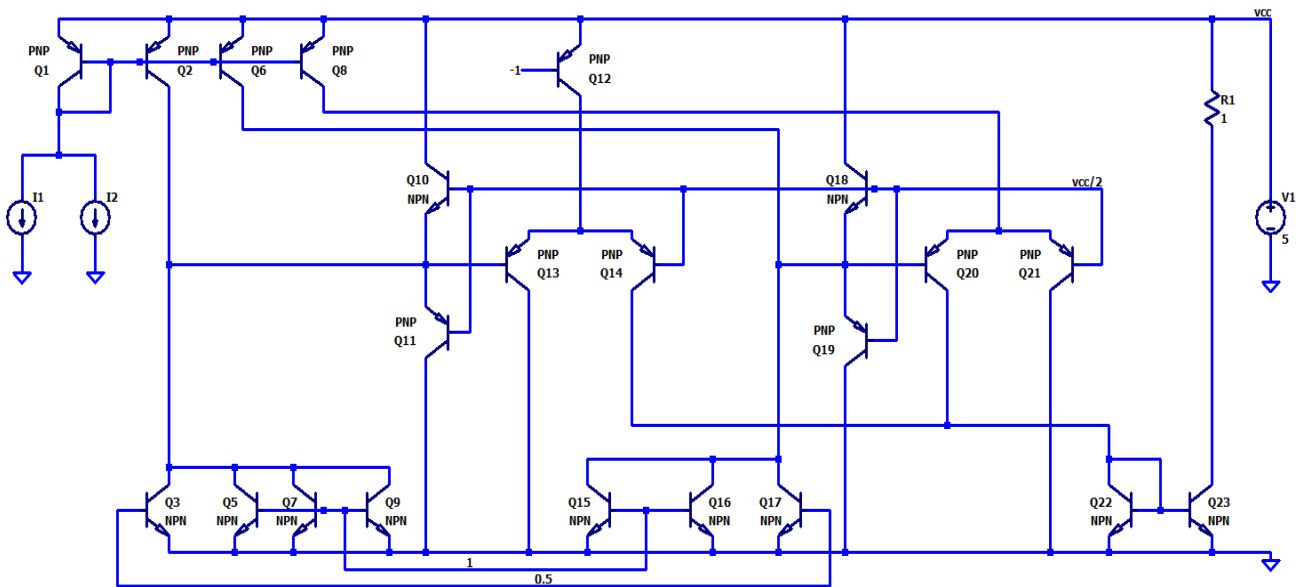 vcc
PNP
Q1
PNP
Q2
PNP
Q6
PNP
Q8
-1
PNP
Q12
R1
1
I1
I2
Q10
NPN
Q18
NPN
vcc/2
V1
5
PNP
Q13
PNP
Q14
PNP
Q20
PNP
Q21
PNP
Q11
PNP
Q19
Q3
NPN
Q5
NPN
Q7
NPN
Q9
NPN
Q15
NPN
Q16
NPN
Q17
NPN
Q22
NPN
Q23
NPN
1
0.5